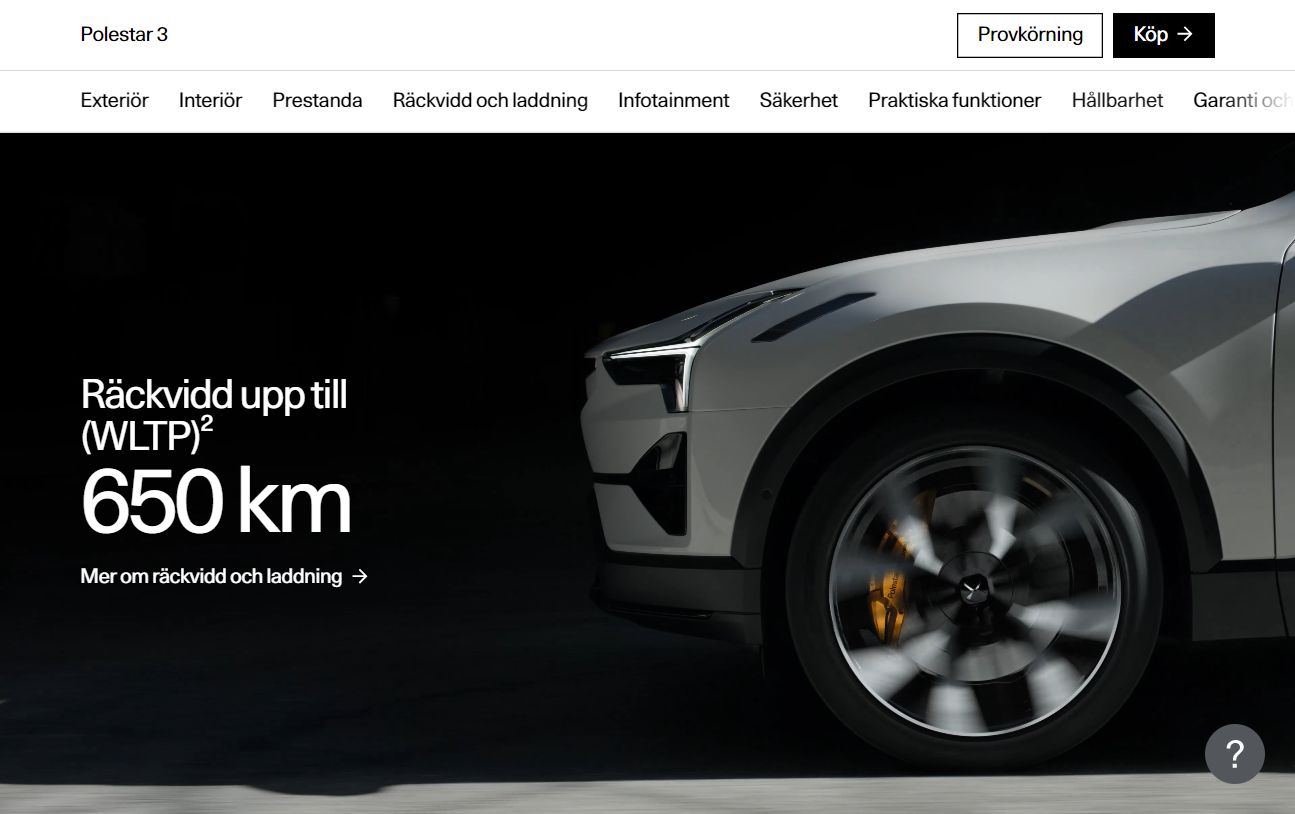 Polestar 3
Provkörning
Köp →
Exteriör Interiör Prestanda Räckvidd och laddning Infotainment Säkerhet Praktiska funktioner Hållbarhet Garanti och
Räckvidd upp till
(WLTP)²
650 km
Mer om räckvidd och laddning →
Polestar
?